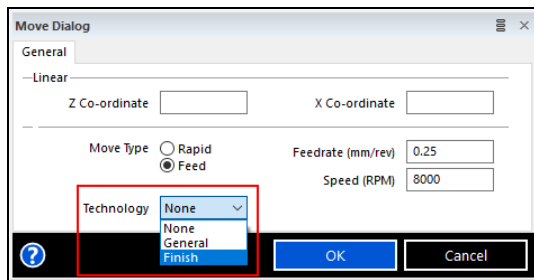 Move Dialog
General
Linear
Z Co-ordinate X Co-ordinate
Move Type Rapid Feedrate (mm/rev) 0.25
Feed
Speed (RPM) 8000
Technology None
None
General
Finish
? OK Cancel